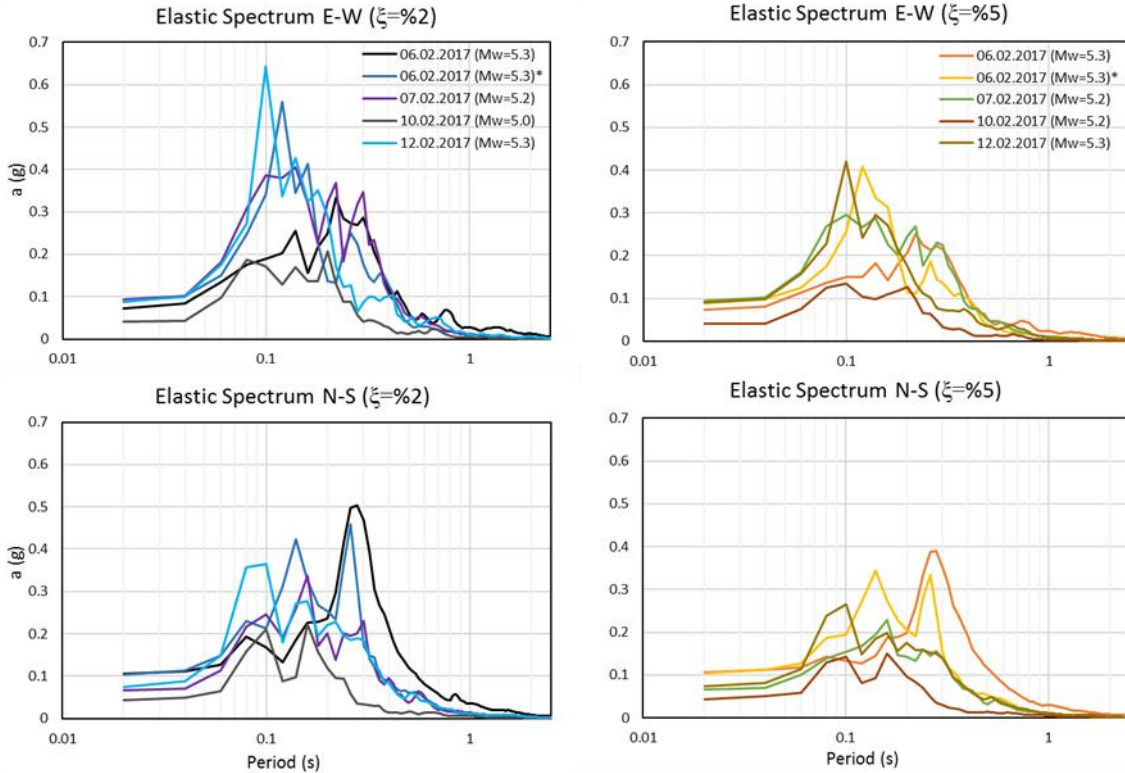 Elastic Spectrum E-W (ξ=%2)
0.7
0.6
0.5
0.4
0.3
0.2
0.1
0
a (g)
06.02.2017 (Mw=5.3)
06.02.2017 (Mw=5.3)*
07.02.2017 (Mw=5.2)
10.02.2017 (Mw=5.0)
12.02.2017 (Mw=5.3)
0.01
0.1
1
Elastic Spectrum E-W (ξ=%5)
0.7
0.6
0.5
0.4
0.3
0.2
0.1
0
06.02.2017 (Mw=5.3)
06.02.2017 (Mw=5.3)*
07.02.2017 (Mw=5.2)
10.02.2017 (Mw=5.2)
12.02.2017 (Mw=5.3)
0.01
0.1
1
Elastic Spectrum N-S (ξ=%2)
0.7
0.6
0.5
0.4
0.3
0.2
0.1
0
a (g)
0.01
0.1
1
Period (s)
Elastic Spectrum N-S (ξ=%5)
0.7
0.6
0.5
0.4
0.3
0.2
0.1
0
0.01
0.1
1
Period (s)